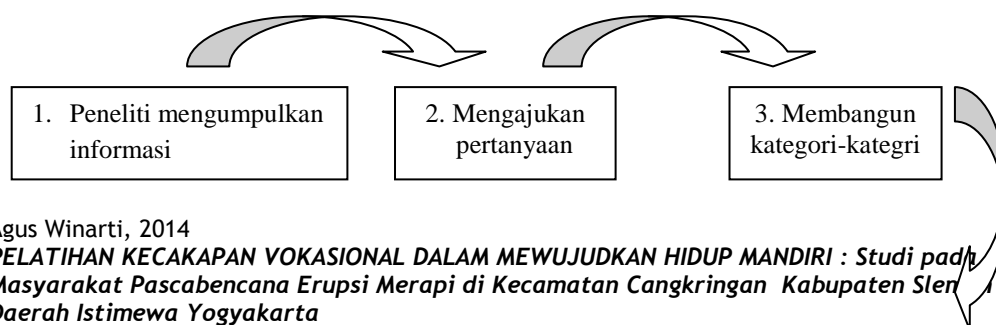 1. Peneliti mengumpulkan
informasi
2. Mengajukan
pertanyaan
3. Membangun
kategori-kategri
Agus Winarti, 2014
PELATIHAN KECAKAPAN VOKASIONAL DALAM MEWUJUDKAN HIDUP MANDIRI : Studi pada
Masyarakat Pascabencana Erupsi Merapi di Kecamatan Cangkringan Kabupaten
Daerah Istimewa Yogyakarta